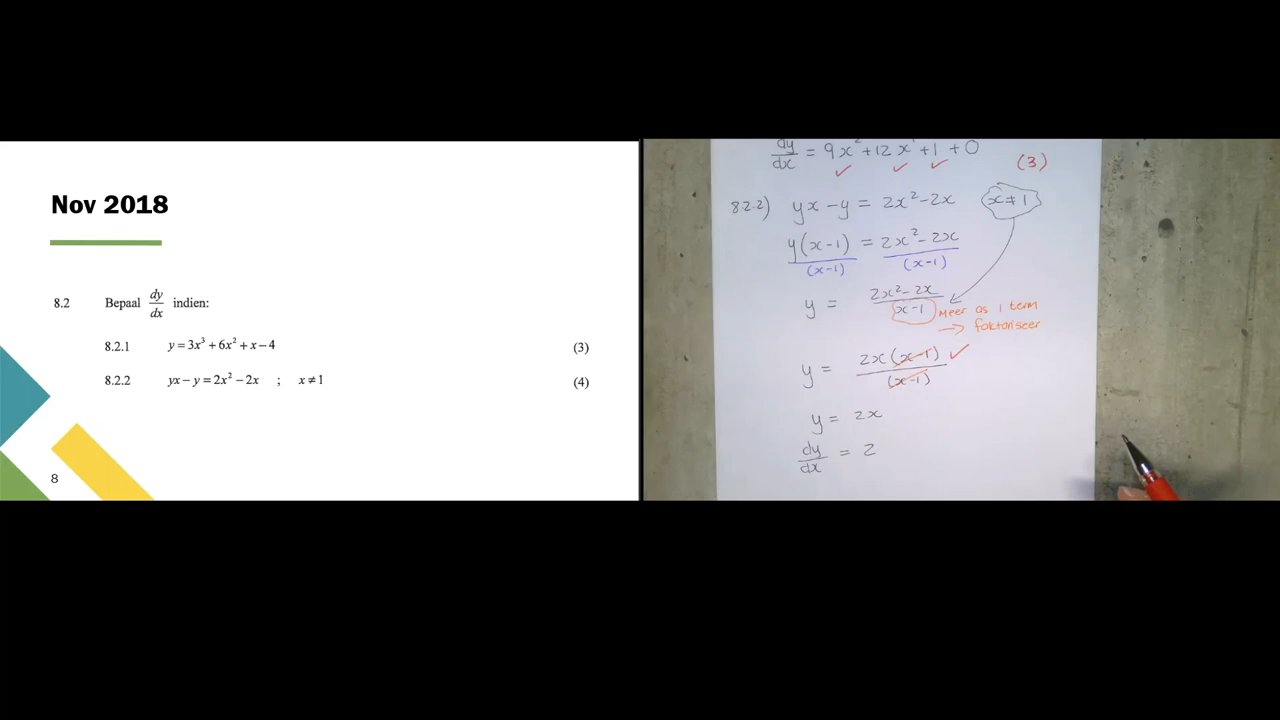 Nov 2018
8.2 Bepaal dy/dx indien:
8.2.1 y = 3x³ + 6x² + x − 4 (3)
8.2.2 yx − y = 2x² − 2x ; x ≠ 1 (4)
8
dy/dx = 9x² + 12x¹ + 1 + 0
(3)
8.2.2) yx − y = 2x² − 2x x ≠ 1
y(x−1)/(x−1) = 2x² − 2x/(x−1)
y = 2x² − 2x/x−1 Meer as 1 term
→ faktoriseer
y = 2x(x−1)/(x−1)
y = 2x
dy/dx = 2